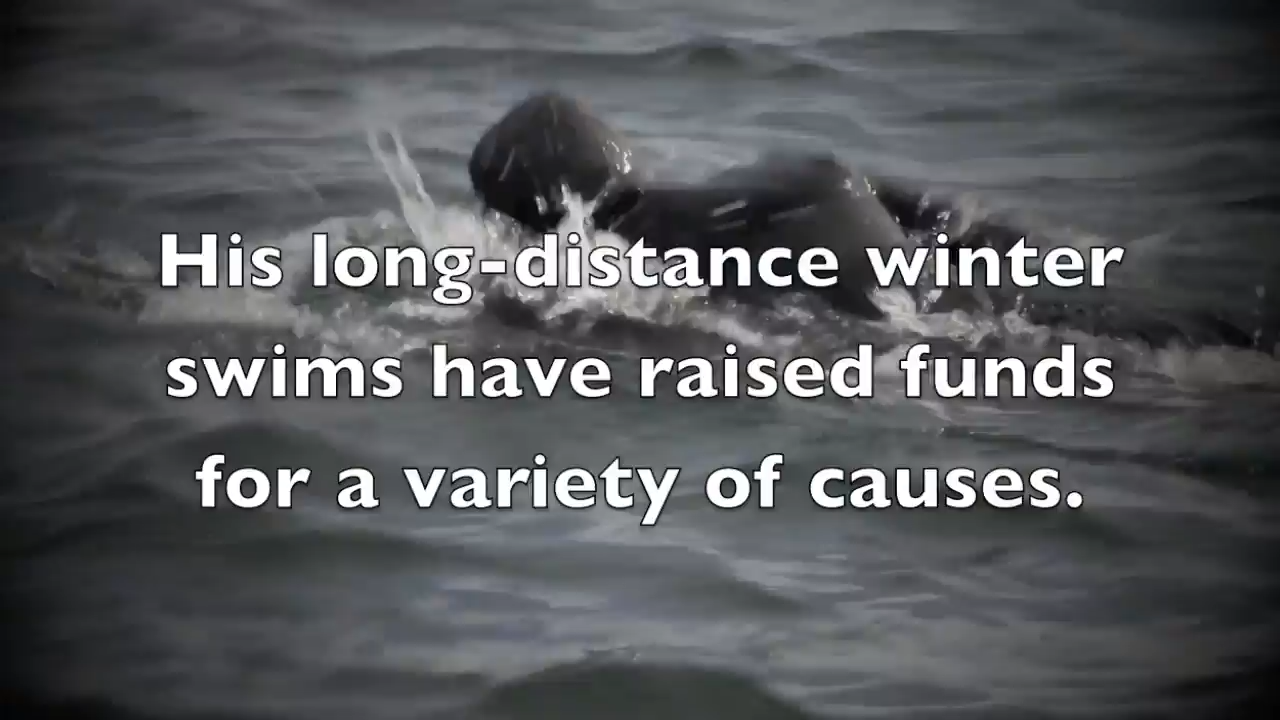 His long-distance winter
swims have raised funds
for a variety of causes.